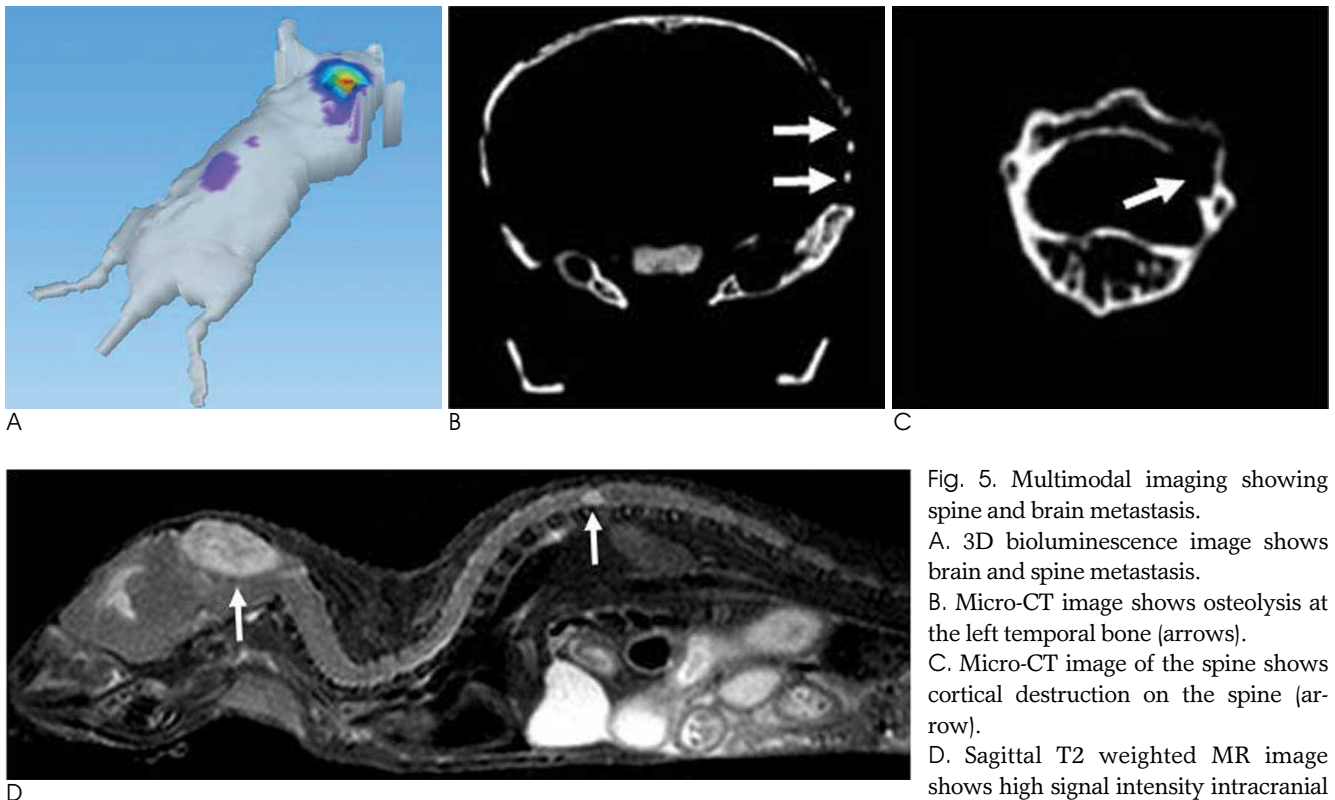 A
B
C
D
Fig. 5. Multimodal imaging showing
spine and brain metastasis.
A. 3D bioluminescence image shows
brain and spine metastasis.
B. Micro-CT image shows osteolysis at
the left temporal bone (arrows).
C. Micro-CT image of the spine shows
cortical destruction on the spine (ar-
row).
D. Sagittal T2 weighted MR image
shows high signal intensity intracranial